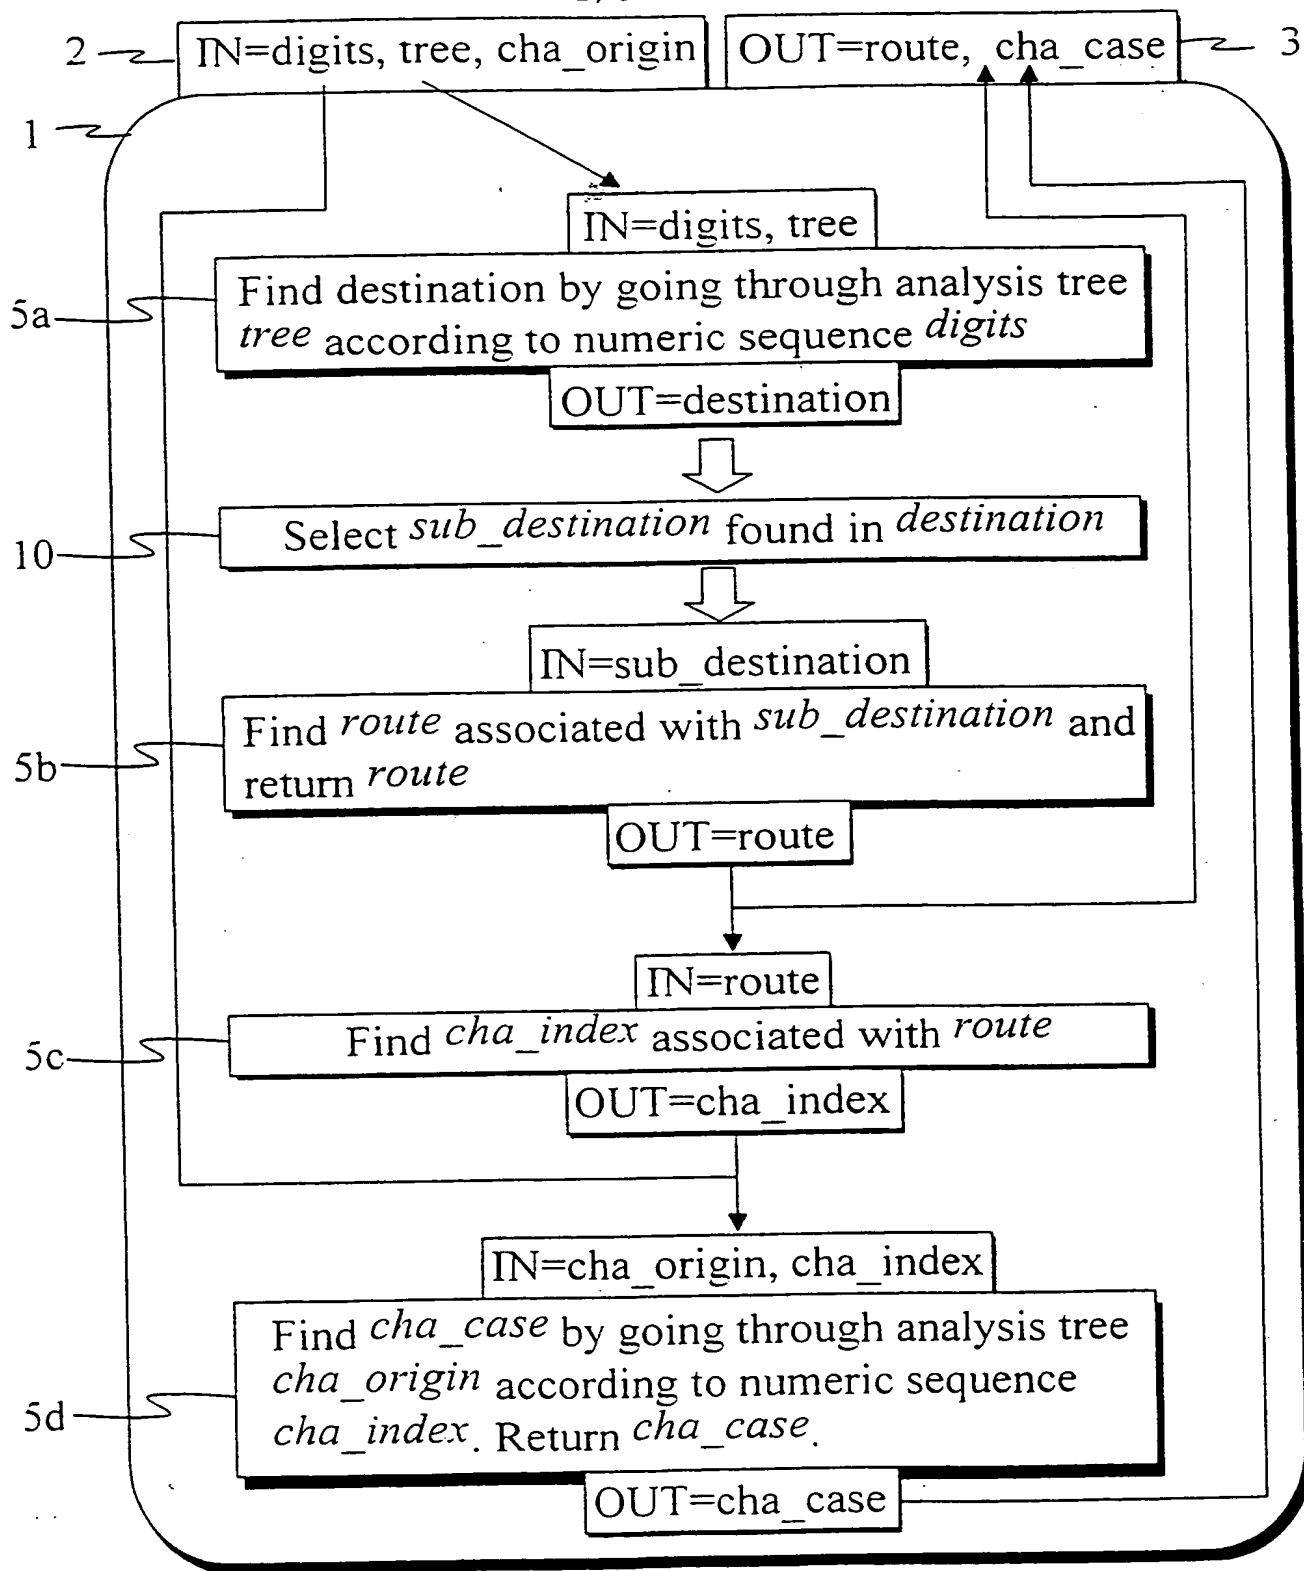 2
IN=digits, tree, cha_origin
OUT=route, cha_case
3
1
IN=digits, tree
5a
Find destination by going through analysis tree
tree according to numeric sequence digits
OUT=destination
10
Select sub_destination found in destination
IN=sub_destination
5b
Find route associated with sub_destination and
return route
OUT=route
IN=route
5c
Find cha_index associated with route
OUT=cha_index
IN=cha_origin, cha_index
5d
Find cha_case by going through analysis tree
cha_origin according to numeric sequence
cha_index. Return cha_case.
OUT=cha_case